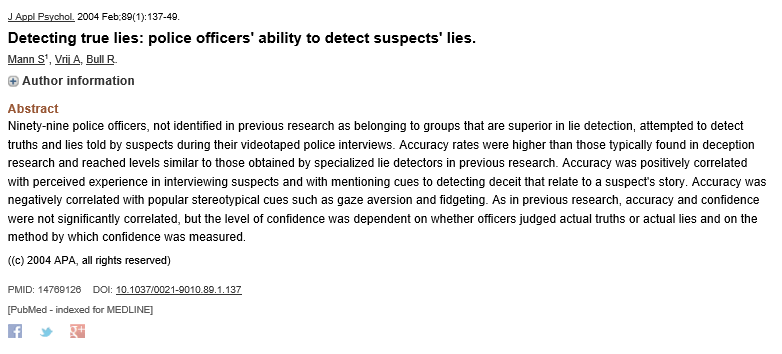 J Appl Psychol. 2004 Feb;89(1):137-49.
Detecting true lies: police officers' ability to detect suspects' lies.
Mann S1, Vrij A, Bull R.
Author information
Abstract
Ninety-nine police officers, not identified in previous research as belonging to groups that are superior in lie detection, attempted to detect
truths and lies told by suspects during their videotaped police interviews. Accuracy rates were higher than those typically found in deception
research and reached levels similar to those obtained by specialized lie detectors in previous research. Accuracy was positively correlated
with perceived experience in interviewing suspects and with mentioning cues to detecting deceit that relate to a suspect's story. Accuracy was
negatively correlated with popular stereotypical cues such as gaze aversion and fidgeting. As in previous research, accuracy and confidence
were not significantly correlated, but the level of confidence was dependent on whether officers judged actual truths or actual lies and on the
method by which confidence was measured.
((c) 2004 APA, all rights reserved)
PMID: 14769126 DOI: 10.1037/0021-9010.89.1.137
[PubMed - indexed for MEDLINE]